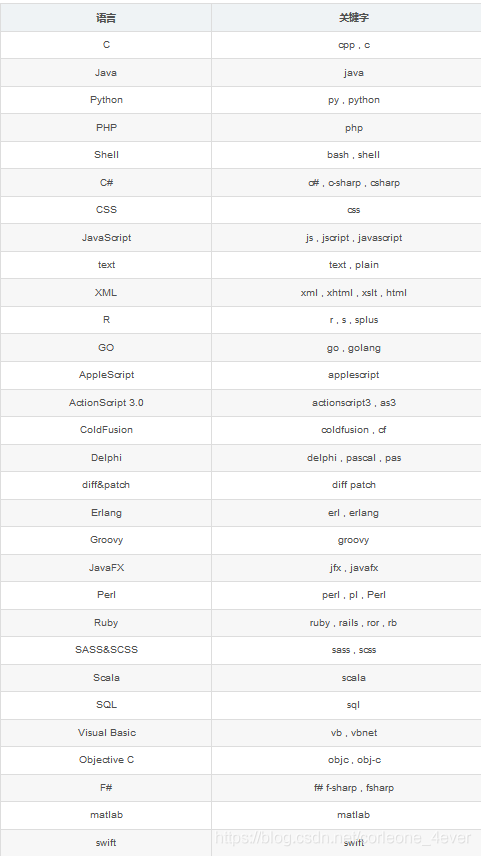 语言 关键字
C cpp , c
Java java
Python py , python
PHP php
Shell bash , shell
C# c# , c-sharp , csharp
CSS css
JavaScript js , jscript , javascript
text text , plain
XML xml , xhtml , xslt , html
R r , s , splus
GO go , golang
AppleScript applescript
ActionScript 3.0 actionscript3 , as3
ColdFusion coldfusion , cf
Delphi delphi , pascal , pas
diff&patch diff patch
Erlang erl , erlang
Groovy groovy
JavaFX jfx , javafx
Perl perl , pl , Perl
Ruby ruby , rails , ror , rb
SASS&SCSS sass , scss
Scala scala
SQL sql
Visual Basic vb , vbnet
Objective C objc , obj-c
F# f# f-sharp , fsharp
matlab matlab
swift swift
https://blog.csdn.net/corleone_4ever